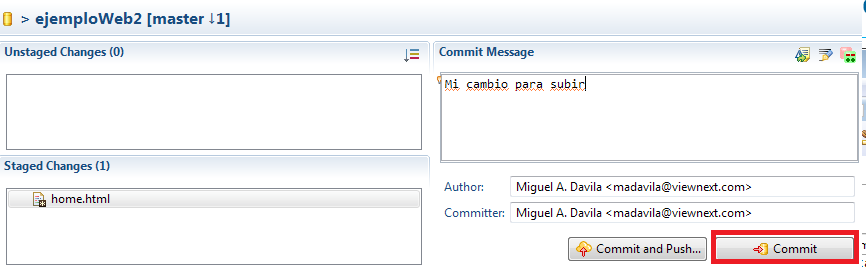 > ejemploWeb2 [master ↓1]
Unstaged Changes (0)
Staged Changes (1)
home.html
Commit Message
Mi cambio para subir
Author: Miguel A. Davila <madavila@viewnext.com>
Committer: Miguel A. Davila <madavila@viewnext.com>
Commit and Push... Commit